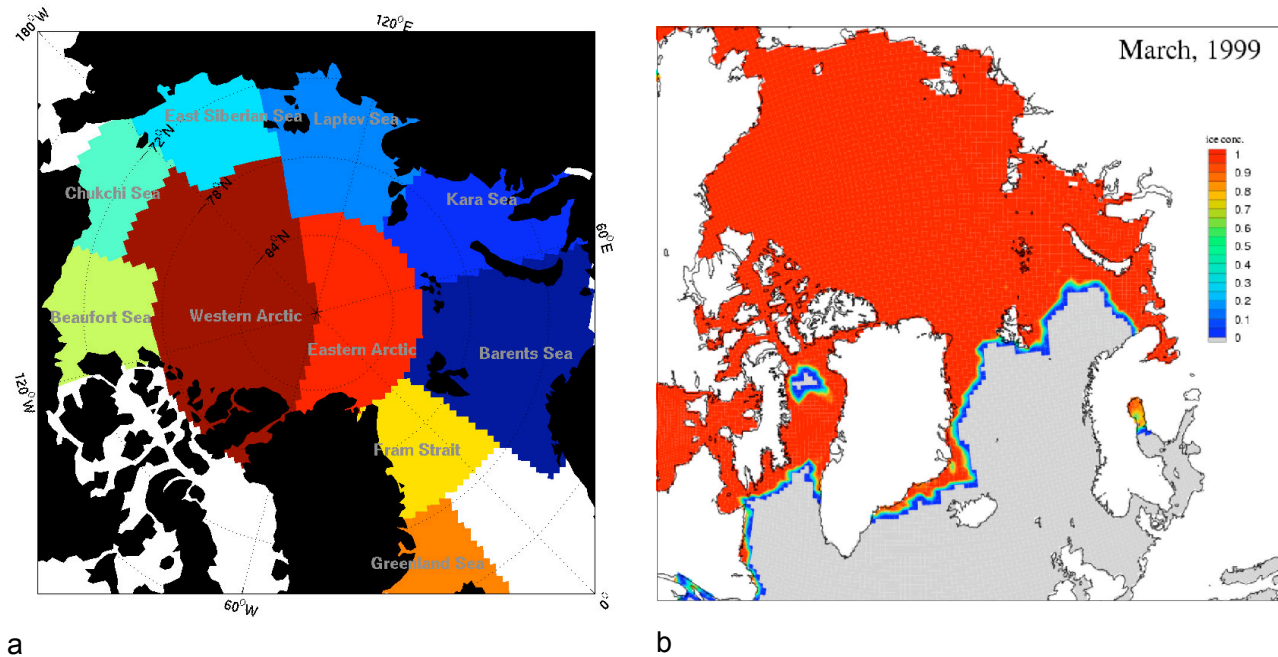 180°W
120°E
East Siberian Sea
Laptev Sea
72°N
78°N
Chukchi Sea
Kara Sea
84°N
60°E
Beaufort Sea
Western Arctic
Eastern Arctic
Barents Sea
120°W
Fram Strait
Greenland Sea
60°W
0
a
March, 1999
ice conc.
1
0.9
0.8
0.7
0.6
0.5
0.4
0.3
0.2
0.1
0
b